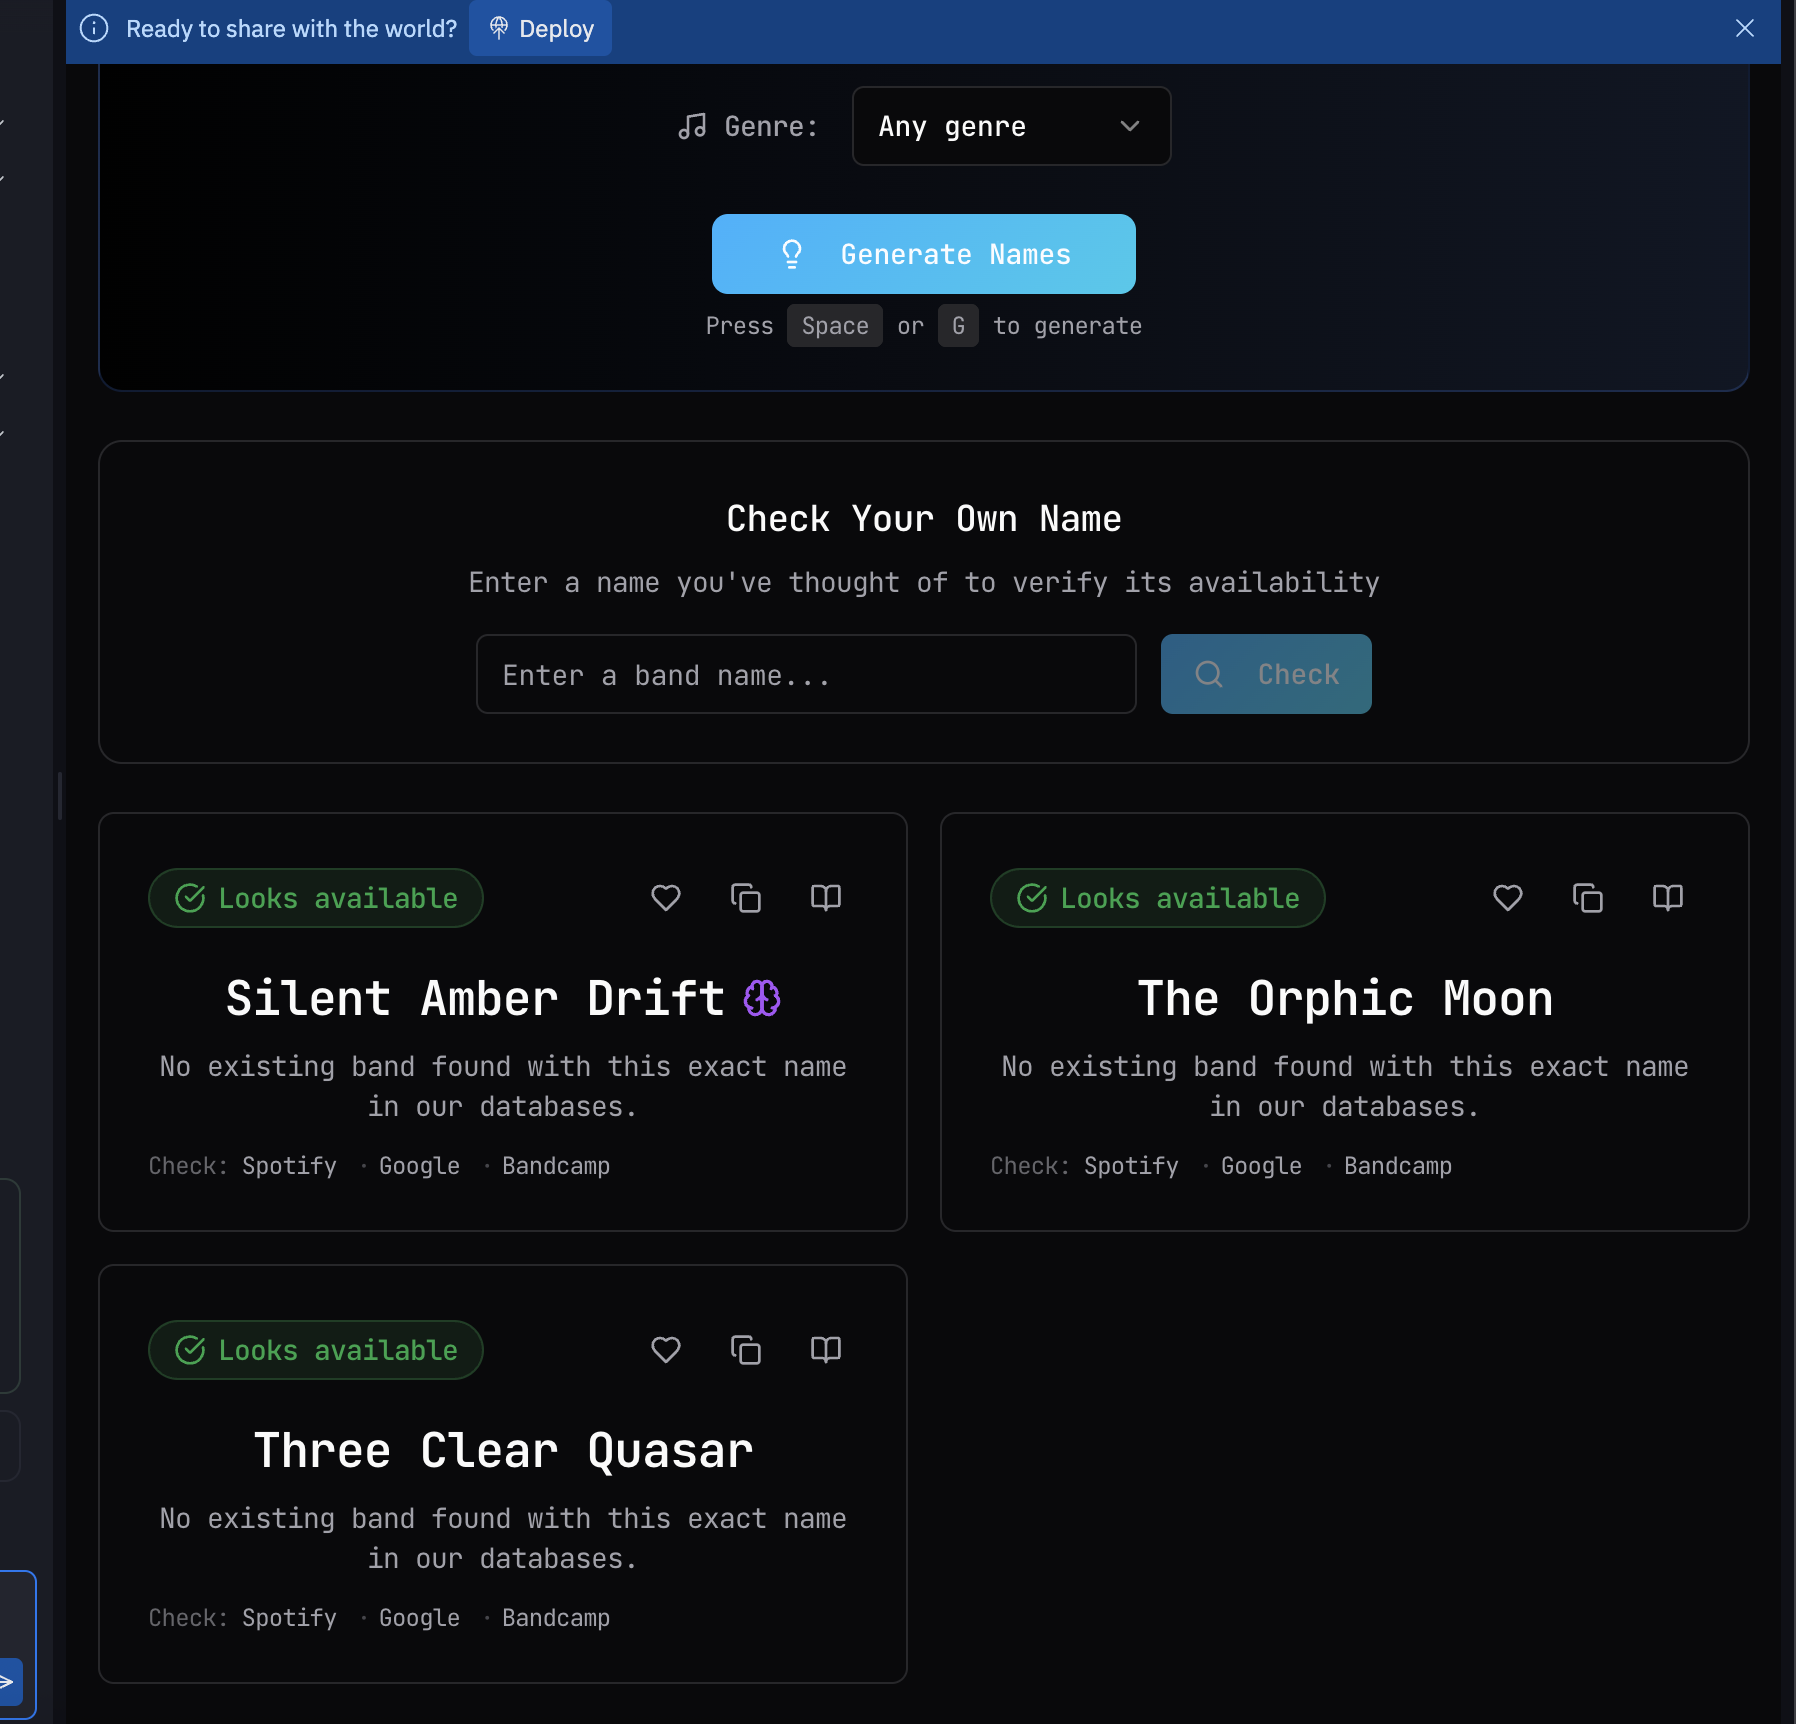 Ready to share with the world? Deploy
Genre: Any genre
Generate Names
Press Space or G to generate
Check Your Own Name
Enter a name you've thought of to verify its availability
Enter a band name... Check
Looks available
Silent Amber Drift
No existing band found with this exact name
in our databases.
Check: Spotify · Google · Bandcamp
Looks available
The Orphic Moon
No existing band found with this exact name
in our databases.
Check: Spotify · Google · Bandcamp
Looks available
Three Clear Quasar
No existing band found with this exact name
in our databases.
Check: Spotify · Google · Bandcamp